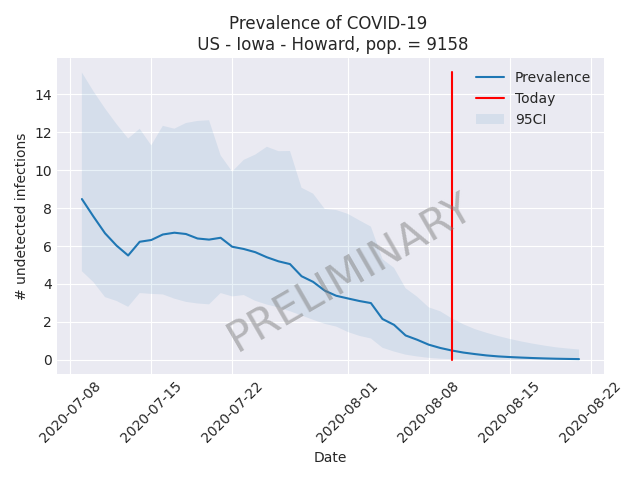 Prevalence of COVID-19
US - Iowa - Howard, pop. = 9158
Prevalence
Today
95CI
# undetected infections
14
12
10
8
6
4
2
0
PRELIMINARY
2020-07-08
2020-07-15
2020-07-22
2020-08-01
2020-08-08
2020-08-15
2020-08-22
Date